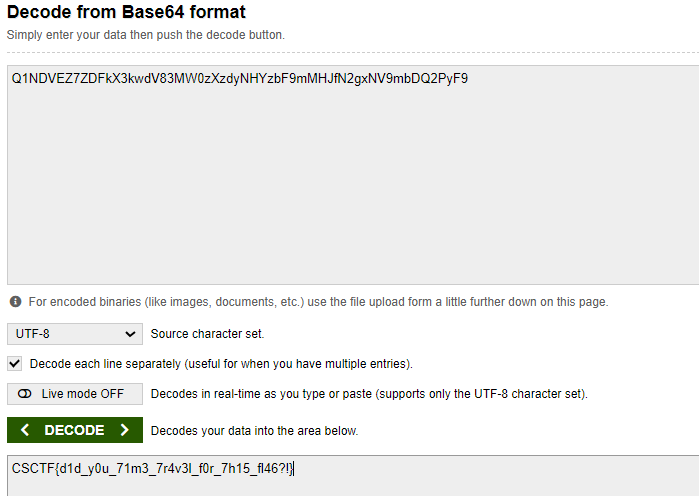 Decode from Base64 format
Simply enter your data then push the decode button.
Q1NDVEZ7ZDFkX3kwdV83MW0zXzdyNHYzbF9mMHJfN2gxNV9mbDQ2PyF9
For encoded binaries (like images, documents, etc.) use the file upload form a little further down on this page.
UTF-8 Source character set.
Decode each line separately (useful for when you have multiple entries).
Live mode OFF Decodes in real-time as you type or paste (supports only the UTF-8 character set).
< DECODE > Decodes your data into the area below.
CSCTF{d1d_y0u_71m3_7r4v3l_f0r_7h15_fl46?!}